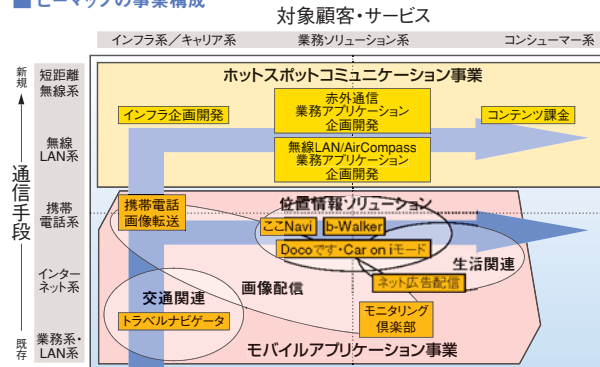 ■ ビーマップの事業構成
対象顧客・サービス
インフラ系／キャリア系
業務ソリューション系
コンシューマー系
新規
通信手段
既存
短距離
無線系
無線
LAN系
携帯
電話系
インター
ネット系
業務系・
LAN系
ホットスポットコミュニケーション事業
インフラ企画開発
赤外通信
業務アプリケーション
企画開発
コンテンツ課金
無線LAN/AirCompass
業務アプリケーション
企画開発
携帯電話
画像転送
位置情報ソリューション
ここNavi
b-Walker
Docoです・Car on iモード
生活関連
ネット広告配信
画像配信
交通関連
トラベルナビゲータ
モニタリング
倶楽部
モバイルアプリケーション事業